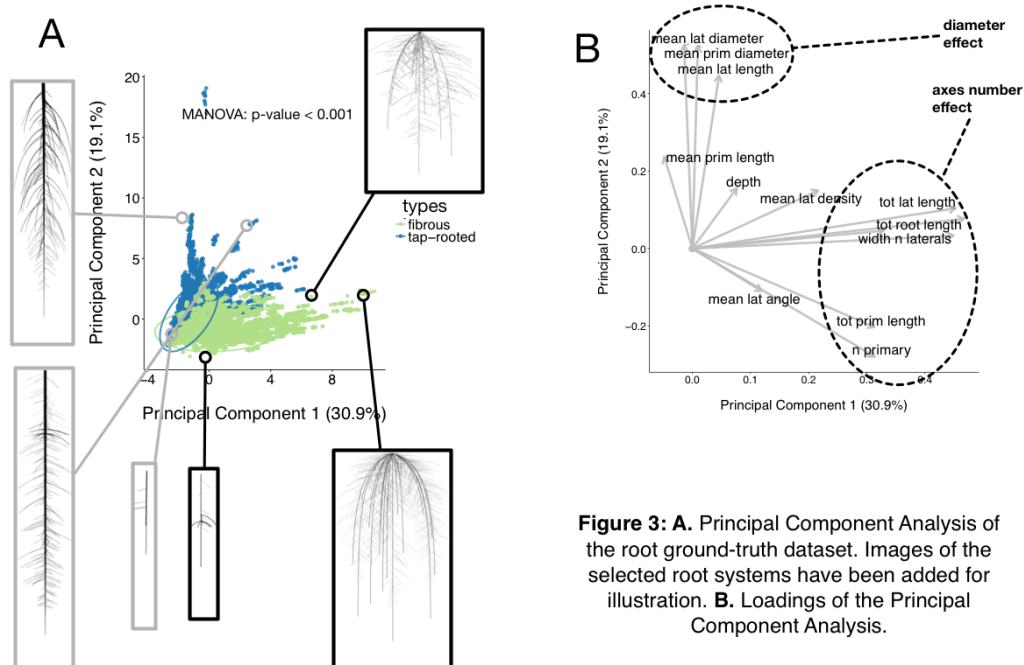 A
20
15
10
5
0
−4
0
4
8
MANOVA: p-value < 0.001
types
fibrous
tap−rooted
Principal Component 2 (19.1%)
Principal Component 1 (30.9%)
B
diameter
effect
axes number
effect
mean lat diameter
mean prim diameter
mean lat length
mean prim length
depth
mean lat density
tot lat length
tot root length
width n laterals
mean lat angle
tot prim length
n primary
0.4
0.2
0.0
−0.2
0.0
0.1
0.2
0.3
0.4
Principal Component 2 (19.1%)
Principal Component 1 (30.9%)
Figure 3: A. Principal Component Analysis of
the root ground-truth dataset. Images of the
selected root systems have been added for
illustration. B. Loadings of the Principal
Component Analysis.